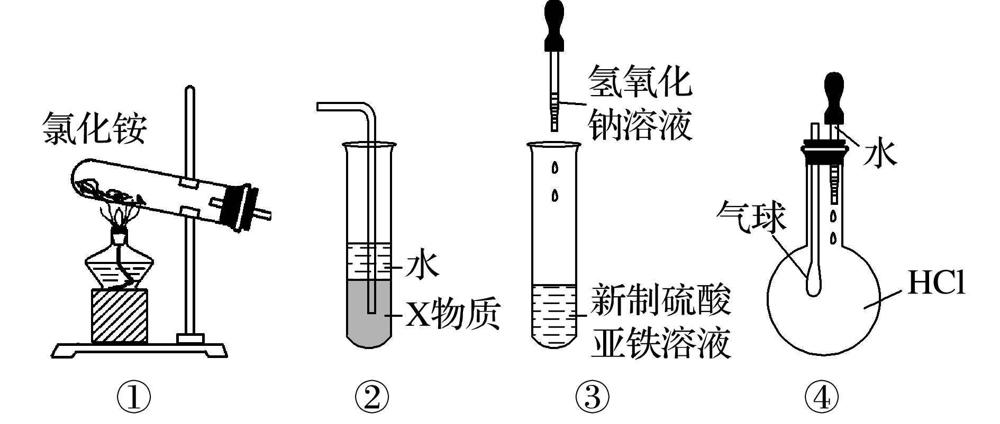 氯化铵
①
水
X物质
②
氢氧化
钠溶液
新制硫酸
亚铁溶液
③
水
气球
HCl
④